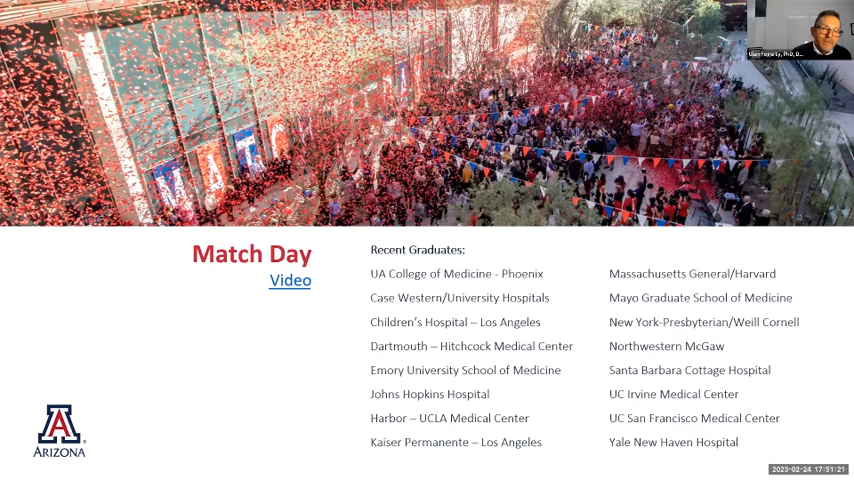 MATC
Match Day
Video
Recent Graduates:
UA College of Medicine - Phoenix
Case Western/University Hospitals
Children's Hospital – Los Angeles
Dartmouth – Hitchcock Medical Center
Emory University School of Medicine
Johns Hopkins Hospital
Harbor – UCLA Medical Center
Kaiser Permanente – Los Angeles
Massachusetts General/Harvard
Mayo Graduate School of Medicine
New York-Presbyterian/Weill Cornell
Northwestern McGaw
Santa Barbara Cottage Hospital
UC Irvine Medical Center
UC San Francisco Medical Center
Yale New Haven Hospital
A
ARIZONA
®
PhD, D...
2023-02-24 17:51:21